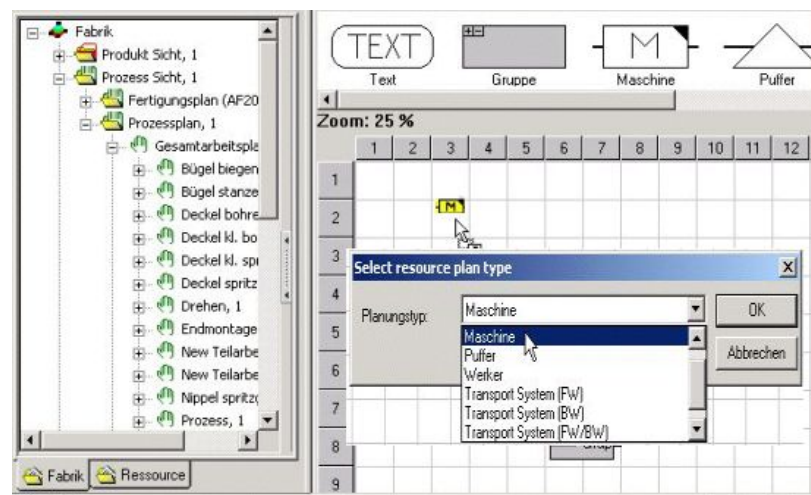 Fabrik
Produkt Sicht, 1
Prozess Sicht, 1
Fertigungsplan (AF20
Prozessplan, 1
Gesamtarbeitspla
Bügel biegen
Bügel stanze
Deckel bohre
Deckel kl. bo
Deckel kl. spi
Deckel spritz
Drehen, 1
Endmontage
New Teilarbe
New Teilarbe
Nippel spritz
Prozess, 1
Fabrik Ressource
TEXT M
Text Gruppe Maschine Puffer
Zoom: 25 %
1 2 3 4 5 6 7 8 9 10 11 12
1
2
M
3
4
5
6
7
8
9
Select resource plan type
Planungstyp: Maschine OK
Abbrechen
Maschine
Puffer
Werker
Transport System (FW)
Transport System (BW)
Transport System (FW/BW)